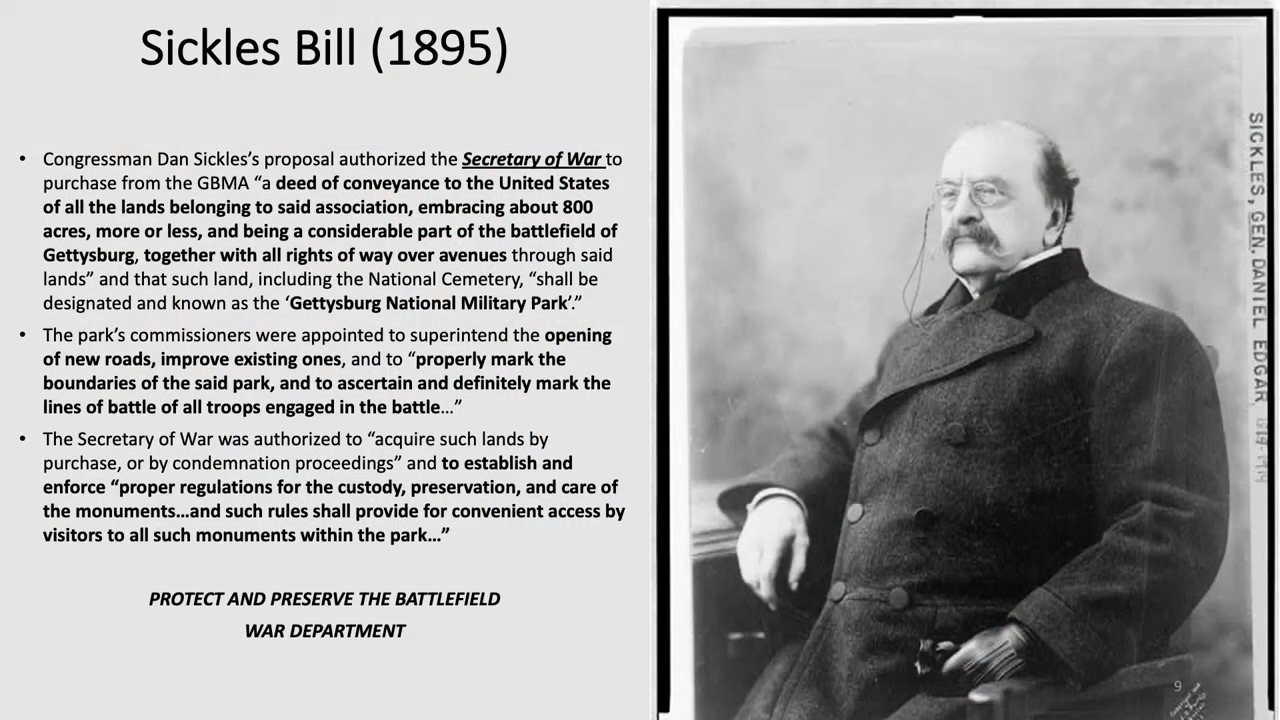 Sickles Bill (1895)
• Congressman Dan Sickles’s proposal authorized the Secretary of War to
purchase from the GBMA “a deed of conveyance to the United States
of all the lands belonging to said association, embracing about 800
acres, more or less, and being a considerable part of the battlefield of
Gettysburg, together with all rights of way over avenues through said
lands” and that such land, including the National Cemetery, “shall be
designated and known as the ‘Gettysburg National Military Park’.”
• The park’s commissioners were appointed to superintend the opening
of new roads, improve existing ones, and to “properly mark the
boundaries of the said park, and to ascertain and definitely mark the
lines of battle of all troops engaged in the battle…”
• The Secretary of War was authorized to “acquire such lands by
purchase, or by condemnation proceedings” and to establish and
enforce “proper regulations for the custody, preservation, and care of
the monuments…and such rules shall provide for convenient access by
visitors to all such monuments within the park…”
PROTECT AND PRESERVE THE BATTLEFIELD
WAR DEPARTMENT
SICKLES, GEN. DANIEL EDGAR
9